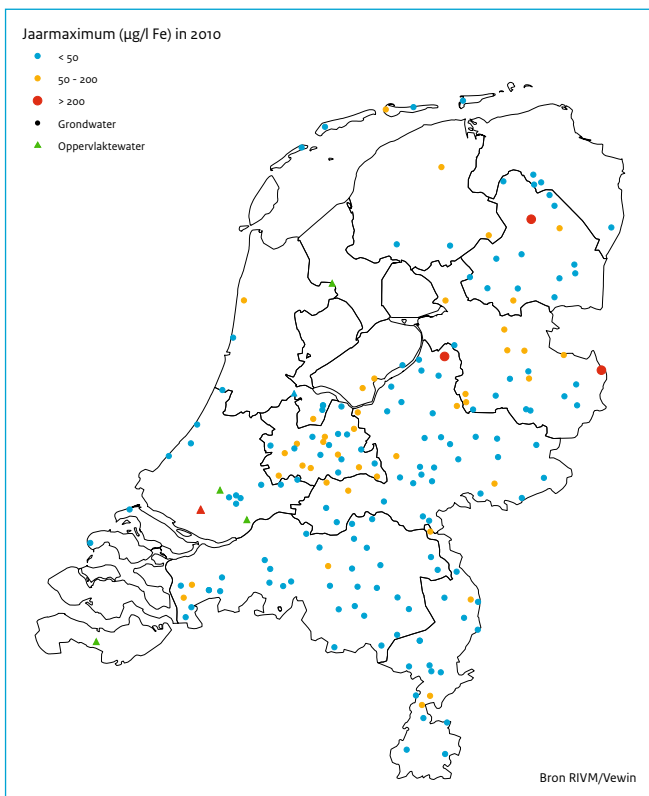 Jaarmaximum (µg/l Fe) in 2010
< 50
50 - 200
> 200
Grondwater
Oppervlaktewater
Bron RIVM/Vewin